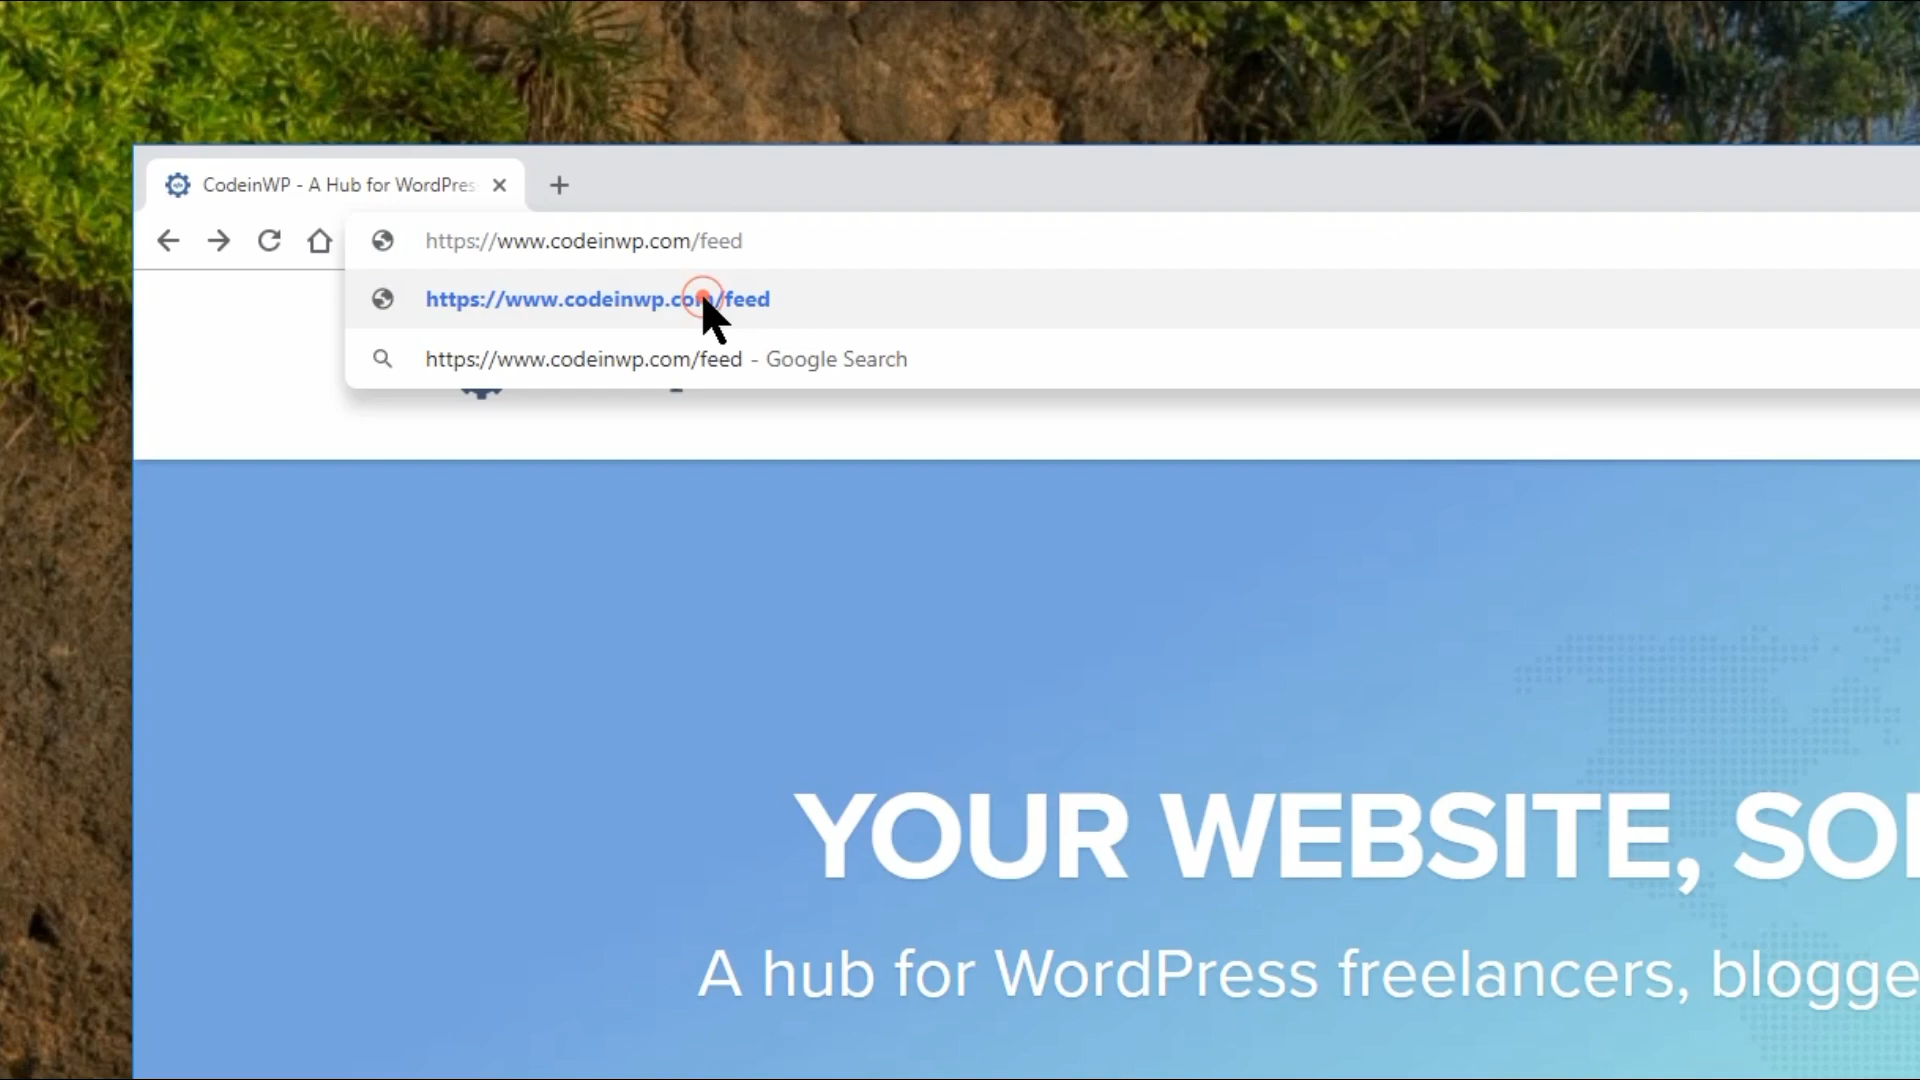 CodeinWP - A Hub for WordPres
https://www.codeinwp.com/feed
https://www.codeinwp.com/feed
https://www.codeinwp.com/feed - Google Search
YOUR WEBSITE, SO
A hub for WordPress freelancers, blogge